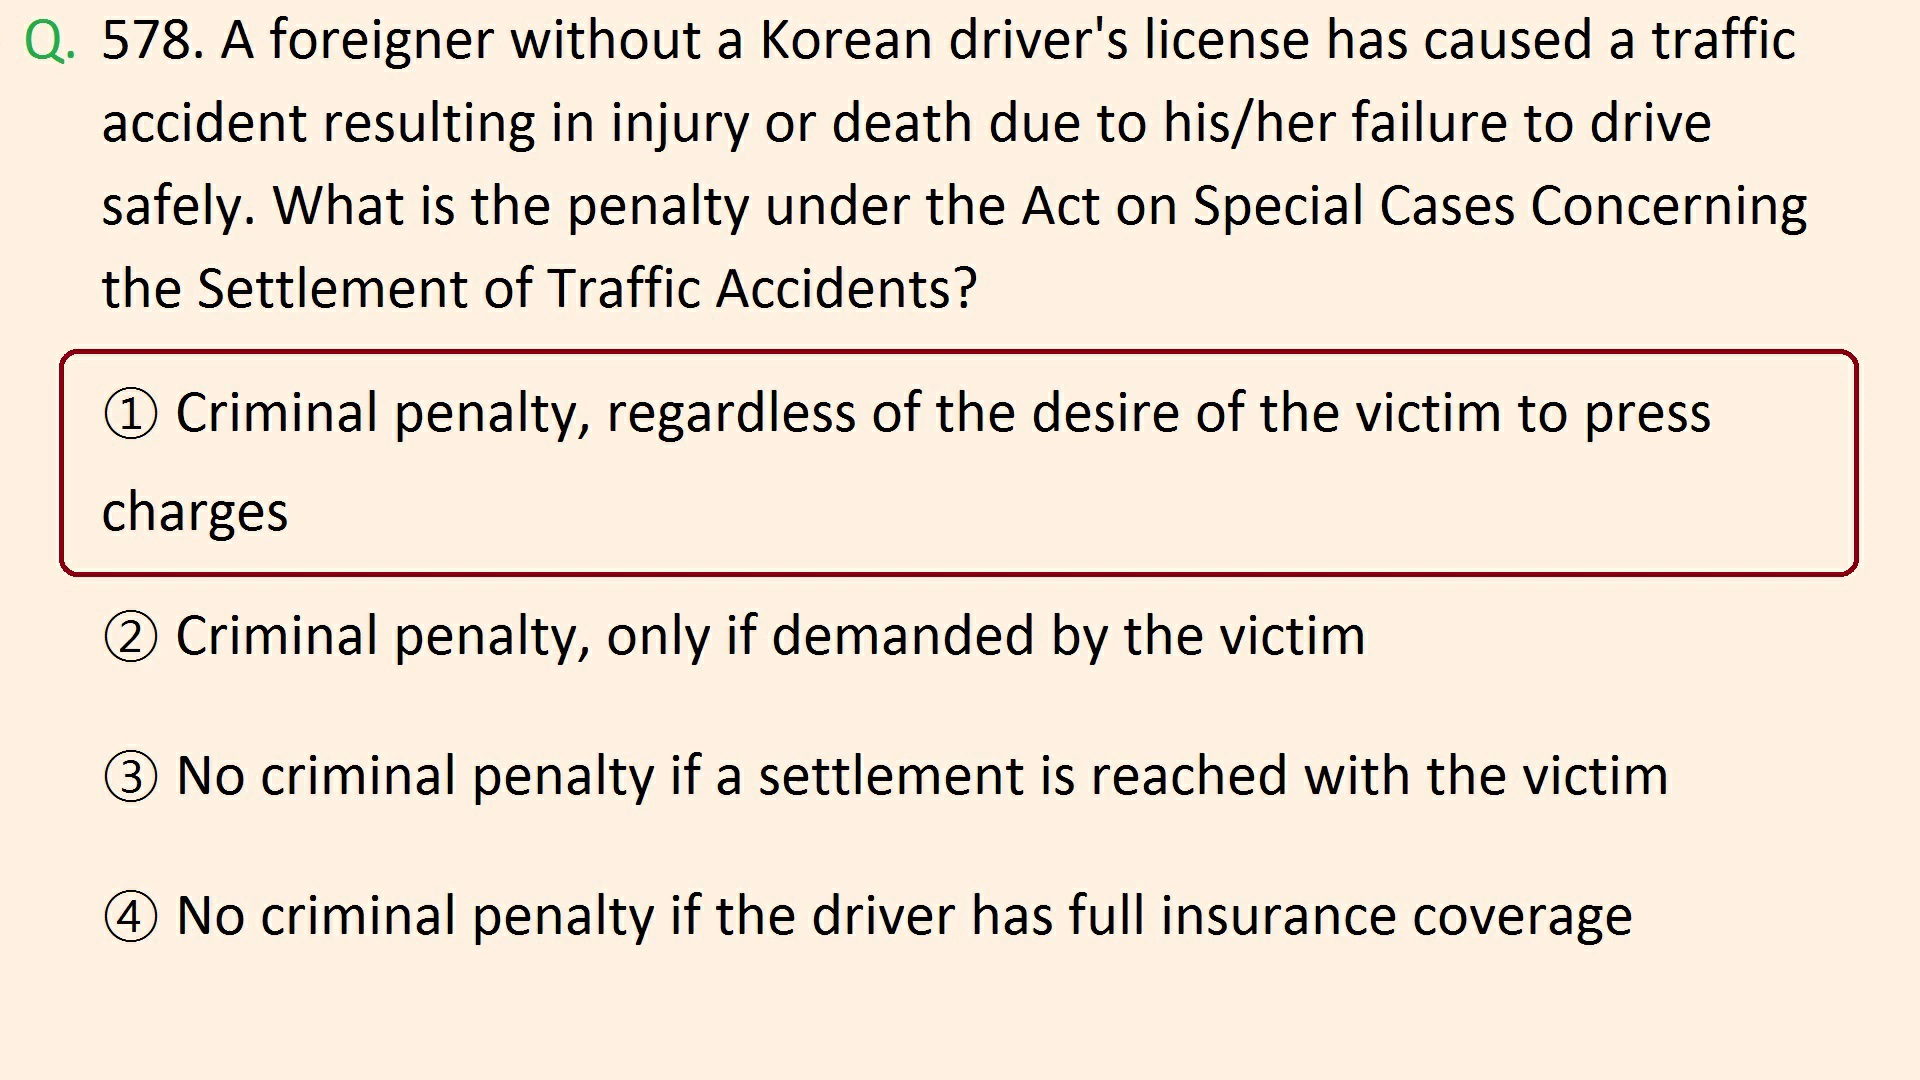 Q. 578. A foreigner without a Korean driver's license has caused a traffic
accident resulting in injury or death due to his/her failure to drive
safely. What is the penalty under the Act on Special Cases Concerning
the Settlement of Traffic Accidents?
① Criminal penalty, regardless of the desire of the victim to press
charges
② Criminal penalty, only if demanded by the victim
③ No criminal penalty if a settlement is reached with the victim
④ No criminal penalty if the driver has full insurance coverage